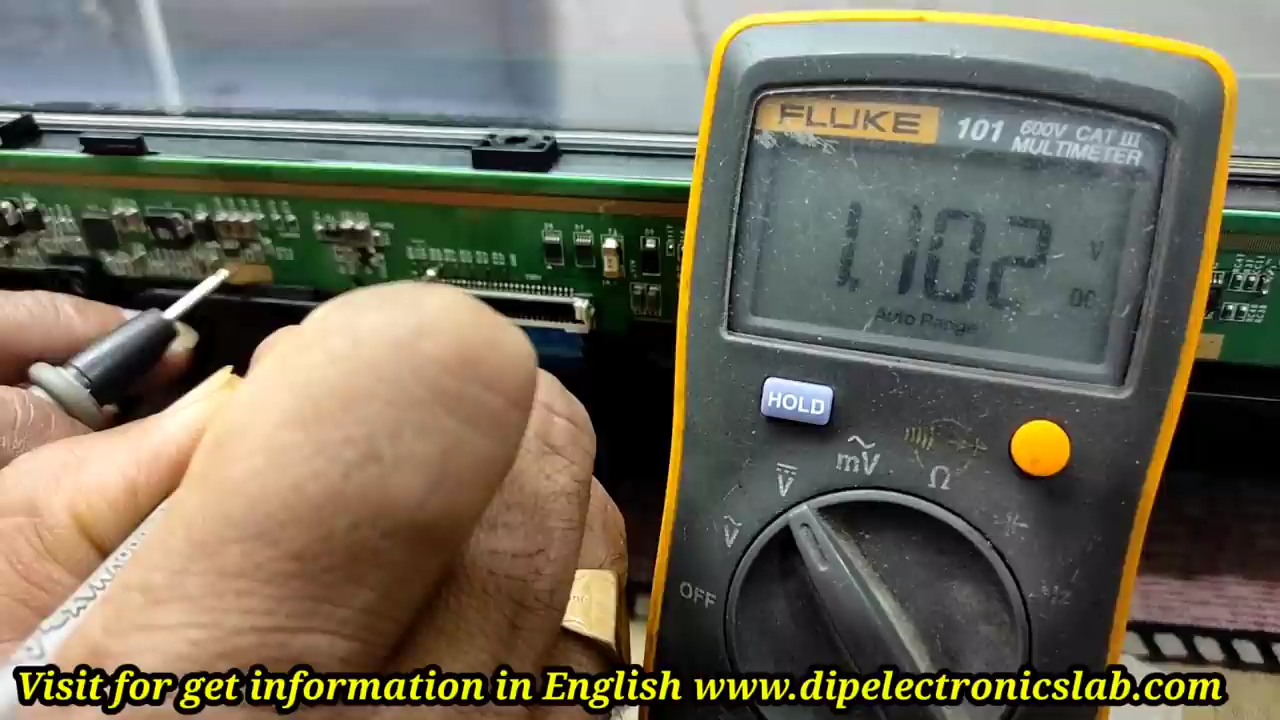 FLUKE
101 600V CAT III
MULTIMETER
1.102
V
DC
Auto Range
HOLD
mV
V
Ω
OFF
Hz
Visit for get information in English www.dipelectronicslab.com